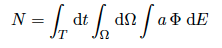 N = ∫_T dt ∫_Ω dΩ ∫ a Φ dE